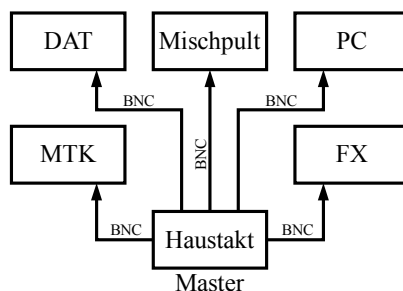 DAT
Mischpult
PC
BNC
BNC
MTK
BNC
FX
BNC
Haustakt
BNC
Master